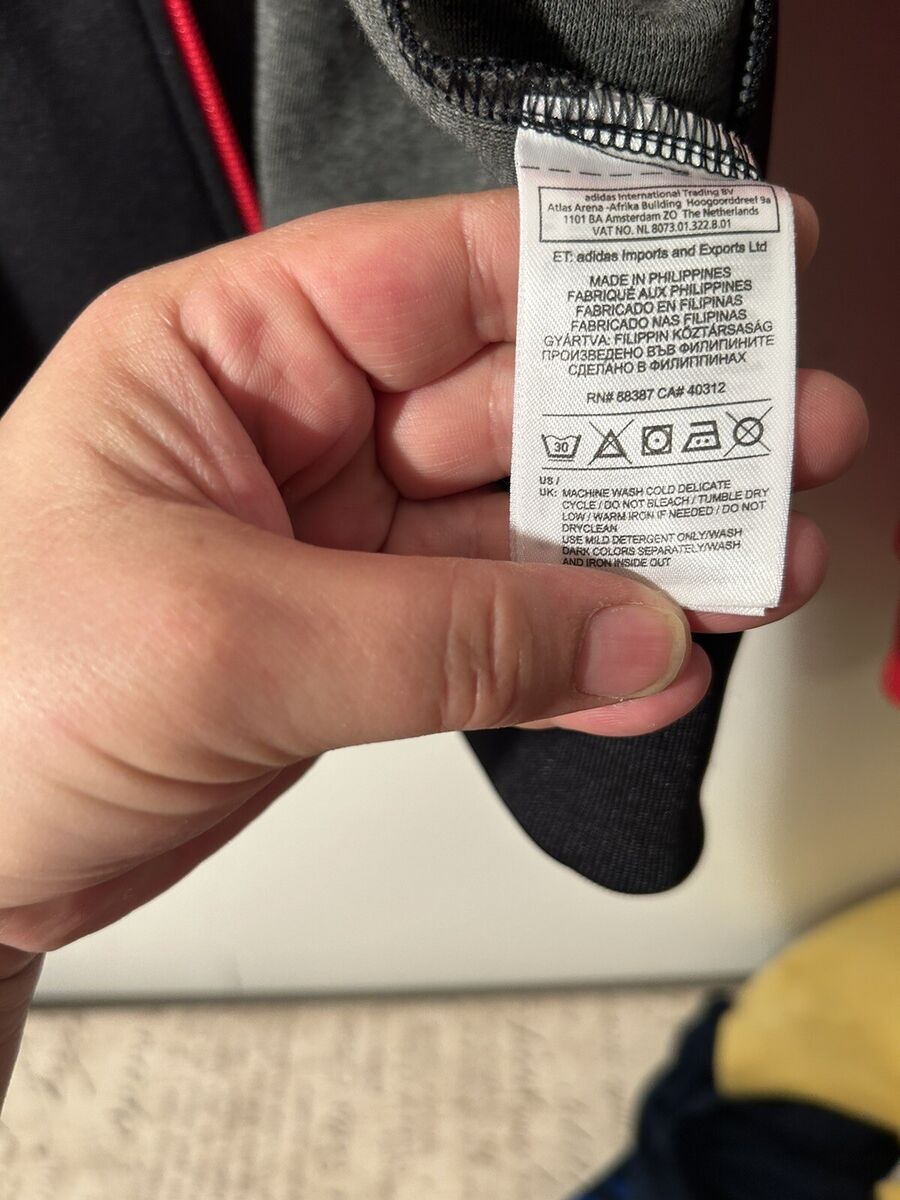 adidas International Trading BV
Atlas Arena -Afrika Building Hoogoorddreef 9a
1101 BA Amsterdam ZO The Netherlands
VAT NO. NL 8073.01.322.B.01
ET: adidas Imports and Exports Ltd
MADE IN PHILIPPINES
FABRIQUÉ AUX PHILIPPINES
FABRICADO EN FILIPINAS
FABRICADO NAS FILIPINAS
GYÁRTVA: FILIPPIN KÖZTÁRSASÁG
ПРОИЗВЕДЕНО ВЪВ ФИЛИПИНИТЕ
СДЕЛАНО В ФИЛИППИНАХ
RN# 88387 CA# 40312
30
US /
UK: MACHINE WASH COLD DELICATE
CYCLE / DO NOT BLEACH / TUMBLE DRY
LOW / WARM IRON IF NEEDED / DO NOT
DRYCLEAN
USE MILD DETERGENT ONLY/WASH
DARK COLORS SEPARATELY/WASH
AND IRON INSIDE OUT